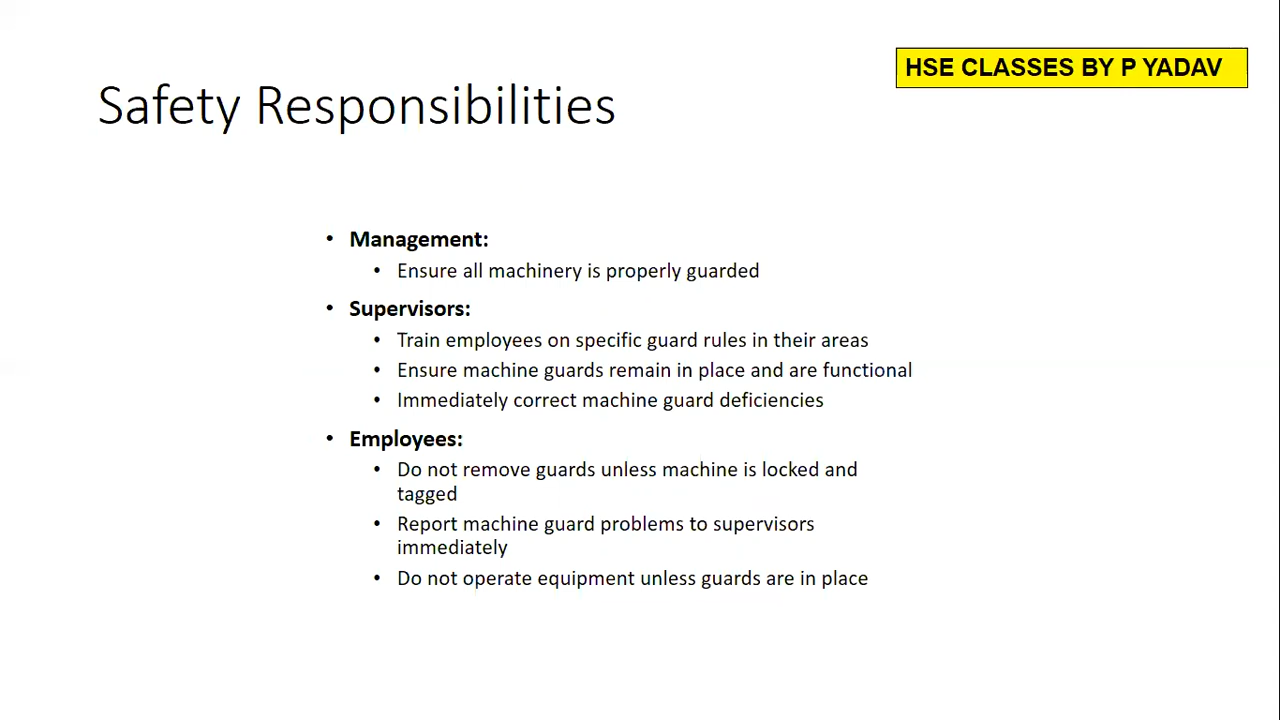 HSE CLASSES BY P YADAV
Safety Responsibilities
• Management:
• Ensure all machinery is properly guarded
• Supervisors:
• Train employees on specific guard rules in their areas
• Ensure machine guards remain in place and are functional
• Immediately correct machine guard deficiencies
• Employees:
• Do not remove guards unless machine is locked and
tagged
• Report machine guard problems to supervisors
immediately
• Do not operate equipment unless guards are in place